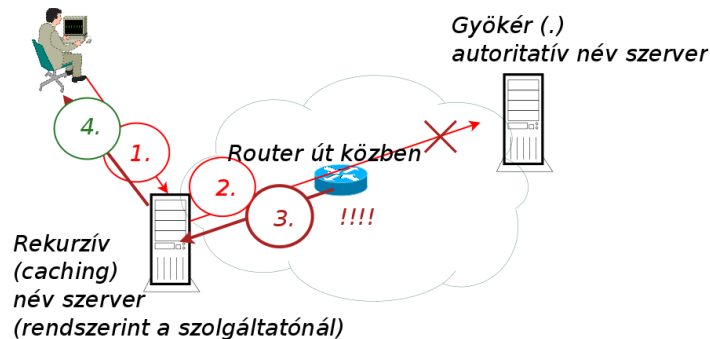 Gyökér (.)
autoritatív név szerver
4.
1.
Router út közben
2.
3.
!!!!
Rekurzív
(caching)
név szerver
(rendszerint a szolgáltatónál)